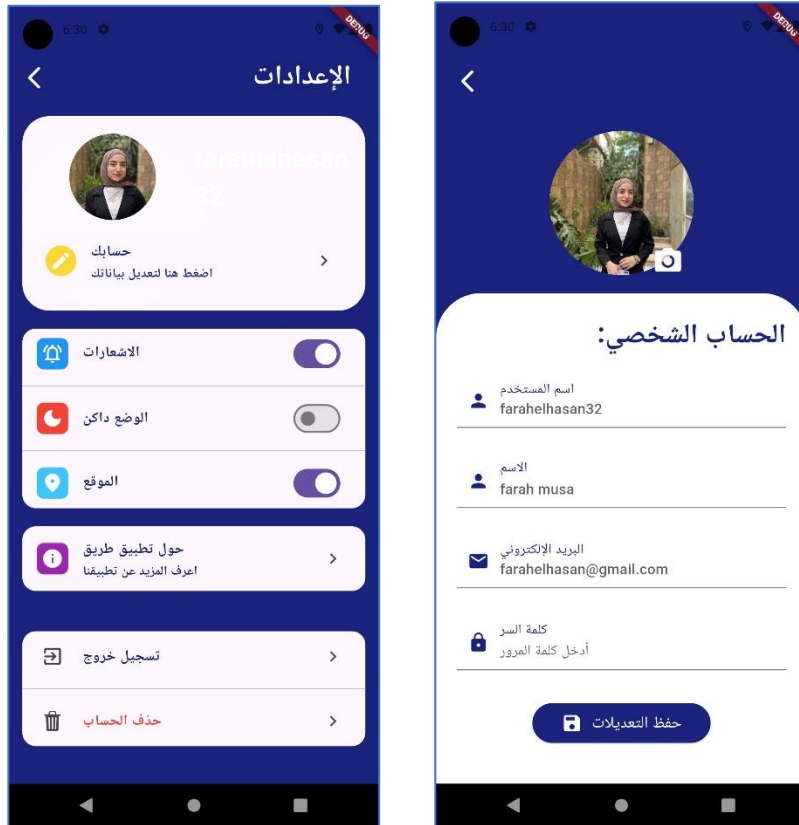 6:30
DEBUG
الإعدادات
farahelhasan
32
حسابك
اضغط هنا لتعديل بياناتك
الاشعارات
الوضع داكن
الموقع
حول تطبيق طريق
اعرف المزيد عن تطبيقنا
تسجيل خروج
حذف الحساب
6:30
DEBUG
الحساب الشخصي:
اسم المستخدم
farahelhasan32
الاسم
farah musa
البريد الإلكتروني
farahelhasan@gmail.com
كلمة السر
أدخل كلمة المرور
حفظ التعديلات